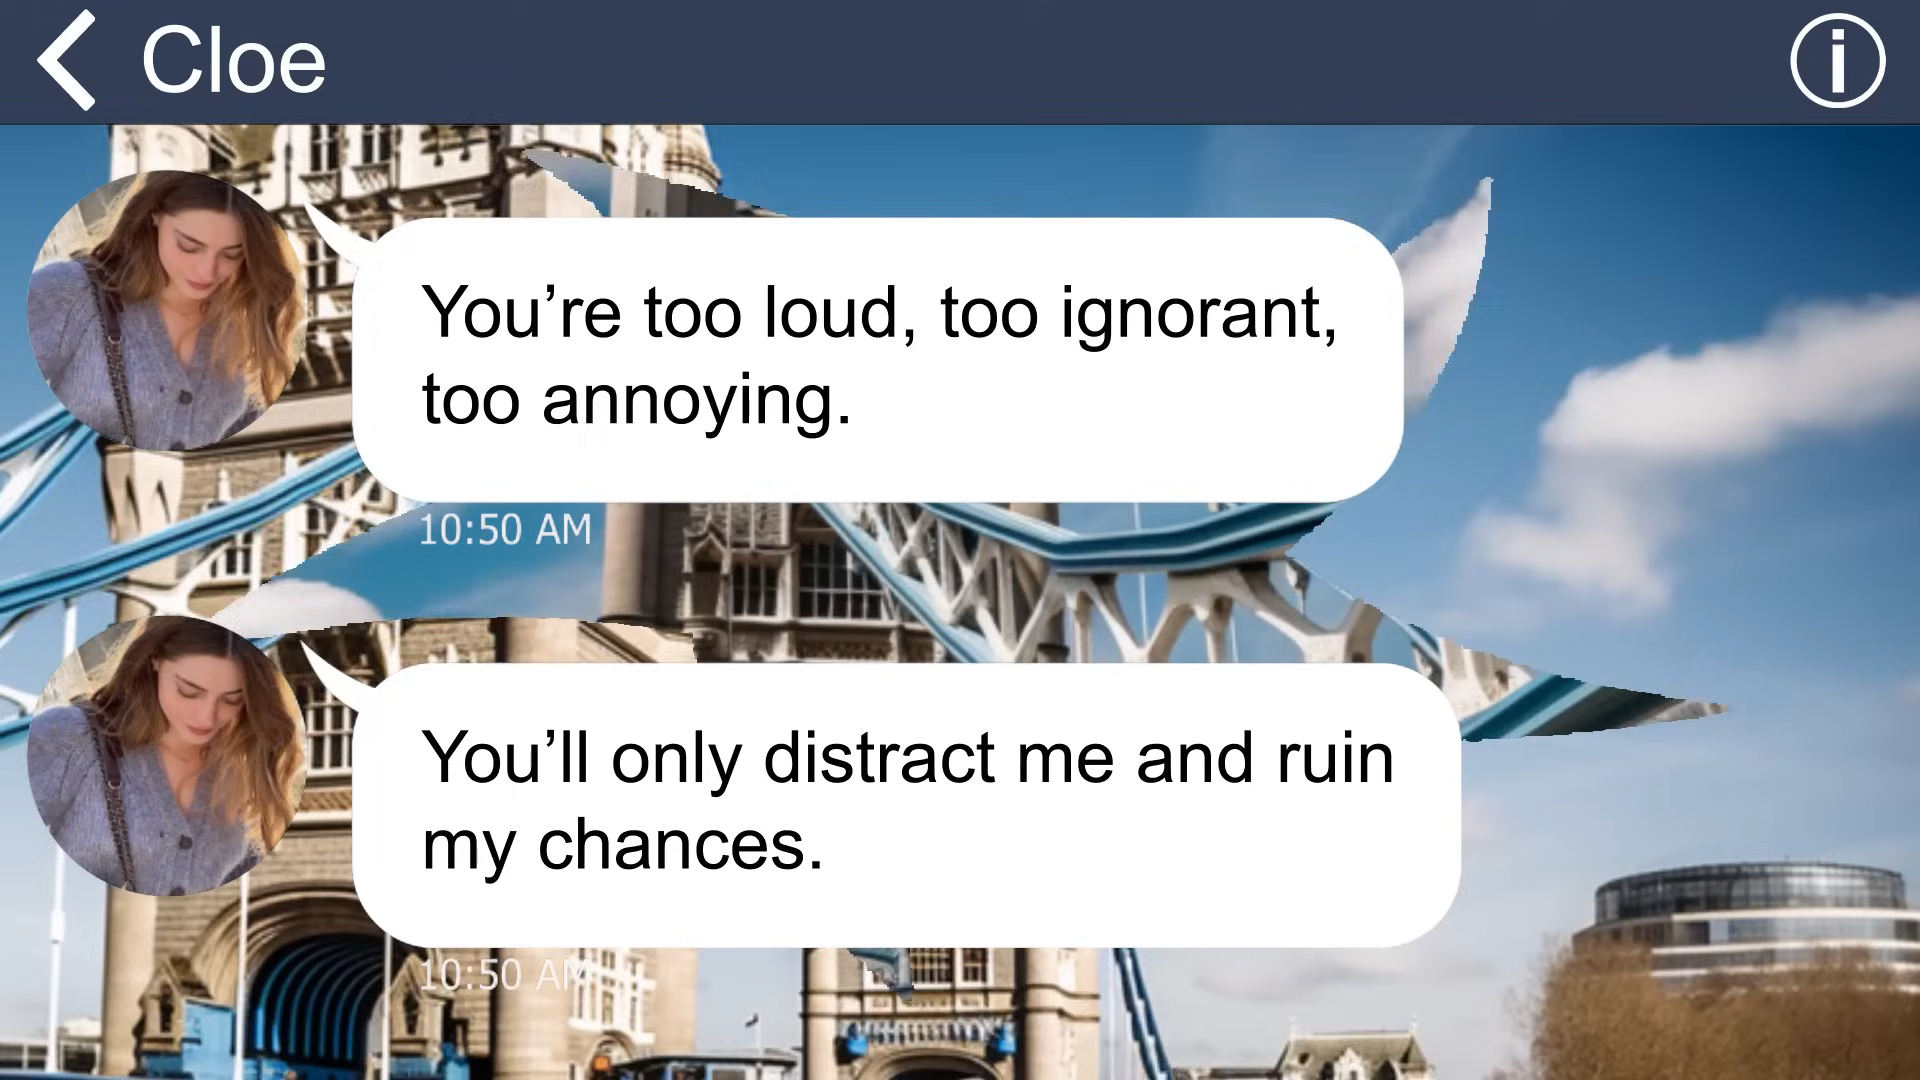 Cloe
You’re too loud, too ignorant,
too annoying.
10:50 AM
You’ll only distract me and ruin
my chances.
10:50 AM